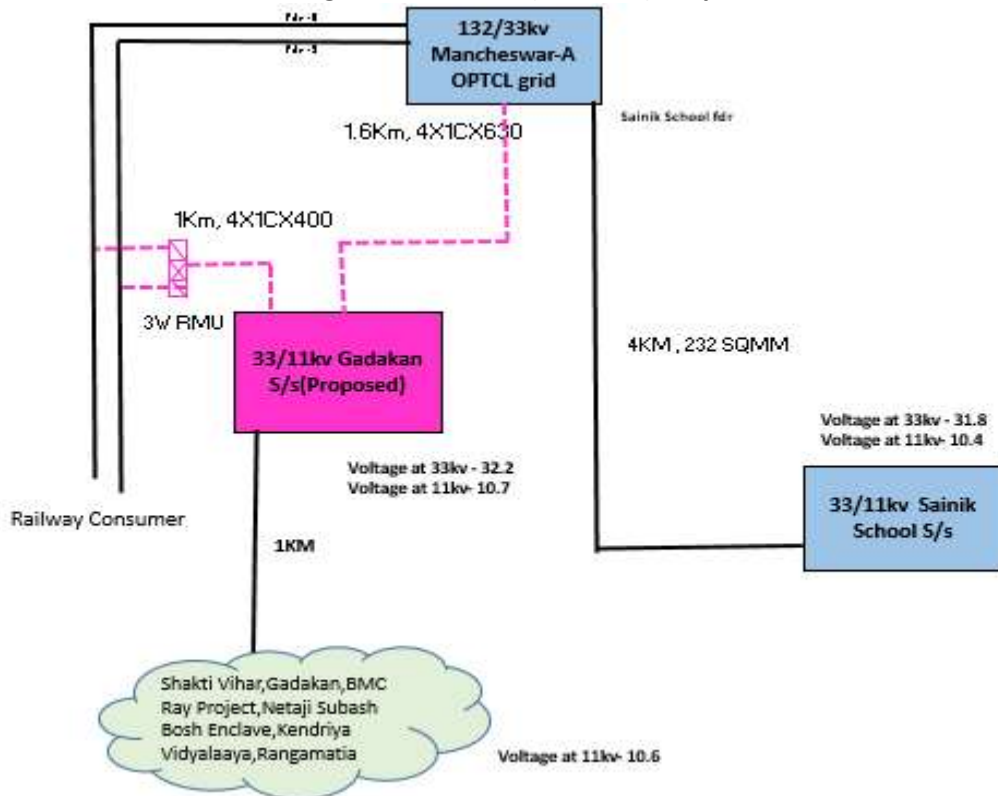 132/33kv
Mancheswar-A
OPTCL grid
Sainik School fdr
1.6Km, 4X1CX630
1Km, 4X1CX400
3W RMU
33/11kv Gadakan
S/s(Proposed)
4KM , 232 SQMM
Voltage at 33kv - 31.8
Voltage at 11kv- 10.4
Voltage at 33kv - 32.2
Voltage at 11kv- 10.7
33/11kv Sainik
School S/s
Railway Consumer
1KM
Shakti Vihar,Gadakan,BMC
Ray Project,Netaji Subash
Bosh Enclave,Kendriya
Vidyalaaya,Rangamatia
Voltage at 11kv- 10.6